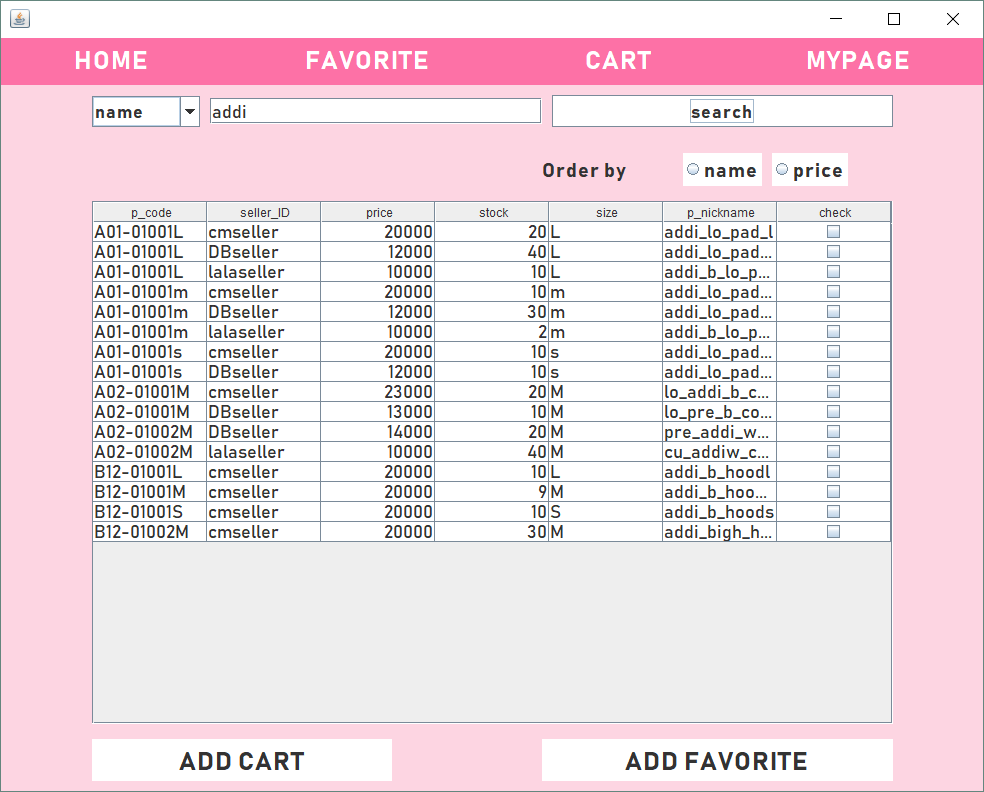 HOME FAVORITE CART MYPAGE
name addi search
Order by name price
p_code seller_ID price stock size p_nickname check
A01-01001L cmseller 20000 20 L addi_lo_pad_l
A01-01001L DBseller 12000 40 L addi_lo_pad...
A01-01001L lalaseller 10000 10 L addi_b_lo_p...
A01-01001m cmseller 20000 10 m addi_lo_pad...
A01-01001m DBseller 12000 30 m addi_lo_pad...
A01-01001m lalaseller 10000 2 m addi_b_lo_p...
A01-01001s cmseller 20000 10 s addi_lo_pad...
A01-01001s DBseller 12000 10 s addi_lo_pad...
A02-01001M cmseller 23000 20 M lo_addi_b_c...
A02-01001M DBseller 13000 10 M lo_pre_b_co...
A02-01002M DBseller 14000 20 M pre_addi_w...
A02-01002M lalaseller 10000 40 M cu_addiw_c...
B12-01001L cmseller 20000 10 L addi_b_hoodl
B12-01001M cmseller 20000 9 M addi_b_hoo...
B12-01001S cmseller 20000 10 S addi_b_hoods
B12-01002M cmseller 20000 30 M addi_bigh_h...
ADD CART ADD FAVORITE